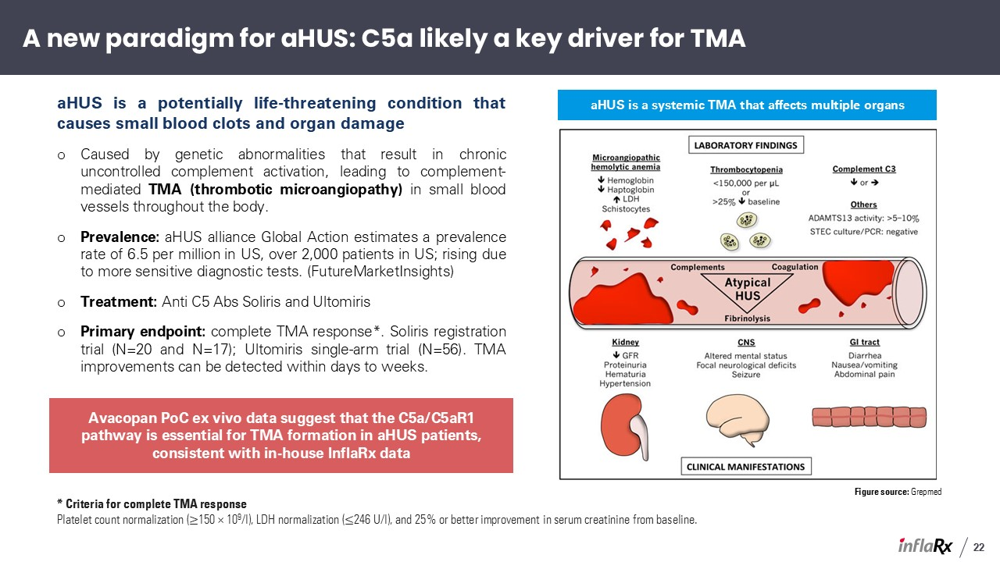 A new paradigm for aHUS: C5a likely a key driver for TMA
aHUS is a potentially life-threatening condition that
causes small blood clots and organ damage
o Caused by genetic abnormalities that result in chronic
uncontrolled complement activation, leading to complement-
mediated TMA (thrombotic microangiopathy) in small blood
vessels throughout the body.
o Prevalence: aHUS alliance Global Action estimates a prevalence
rate of 6.5 per million in US, over 2,000 patients in US; rising due
to more sensitive diagnostic tests. (FutureMarketInsights)
o Treatment: Anti C5 Abs Soliris and Ultomiris
o Primary endpoint: complete TMA response*. Soliris registration
trial (N=20 and N=17); Ultomiris single-arm trial (N=56). TMA
improvements can be detected within days to weeks.
Avacopan PoC ex vivo data suggest that the C5a/C5aR1
pathway is essential for TMA formation in aHUS patients,
consistent with in-house InflaRx data
aHUS is a systemic TMA that affects multiple organs
LABORATORY FINDINGS
Microangiopathic
hemolytic anemia
🡇 Hemoglobin
🡇 Haptoglobin
🡅 LDH
Schistocytes
Thrombocytopenia
<150,000 per µL
or
>25% 🡇 baseline
Complement C3
🡇 or 🡆
Others
ADAMTS13 activity: >5–10%
STEC culture/PCR: negative
Complements
Coagulation
Atypical
HUS
Fibrinolysis
Kidney
🡇 GFR
Proteinuria
Hematuria
Hypertension
CNS
Altered mental status
Focal neurological deficits
Seizure
GI tract
Diarrhea
Nausea/vomiting
Abdominal pain
CLINICAL MANIFESTATIONS
Figure source: Grepmed
* Criteria for complete TMA response
Platelet count normalization (≥150 × 10⁹/l), LDH normalization (≤246 U/l), and 25% or better improvement in serum creatinine from baseline.
inflaRx / 22